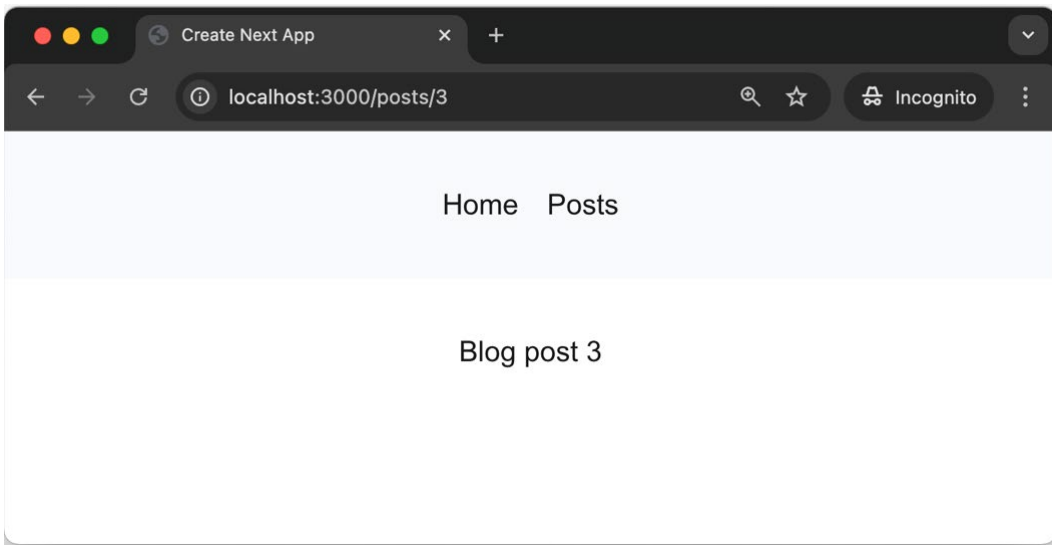 Create Next App
localhost:3000/posts/3
Incognito
Home Posts
Blog post 3